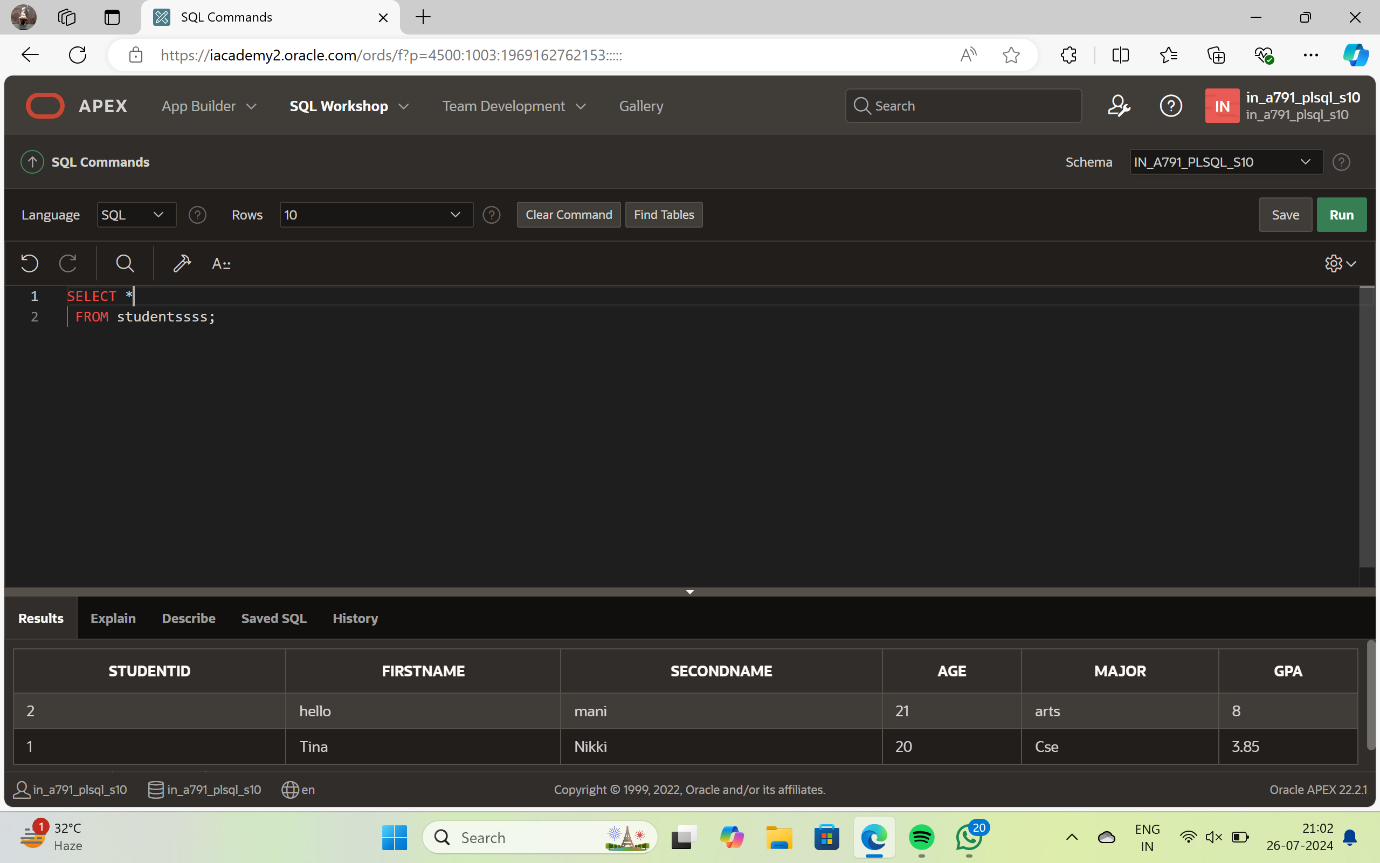 SQL Commands
https://iacademy2.oracle.com/ords/f?p=4500:1003:1969162762153:::::
APEX App Builder SQL Workshop Team Development Gallery Search IN in_a791_plsql_s10
in_a791_plsql_s10
SQL Commands Schema IN_A791_PLSQL_S10
Language SQL Rows 10 Clear Command Find Tables Save Run
1 SELECT *
2 FROM studentssss;
Results Explain Describe Saved SQL History
STUDENTID FIRSTNAME SECONDNAME AGE MAJOR GPA
2 hello mani 21 arts 8
1 Tina Nikki 20 Cse 3.85
in_a791_plsql_s10 in_a791_plsql_s10 en Copyright © 1999, 2022, Oracle and/or its affiliates. Oracle APEX 22.2.1
1 32°C
Haze
Search
20
ENG
IN
21:02
26-07-2024